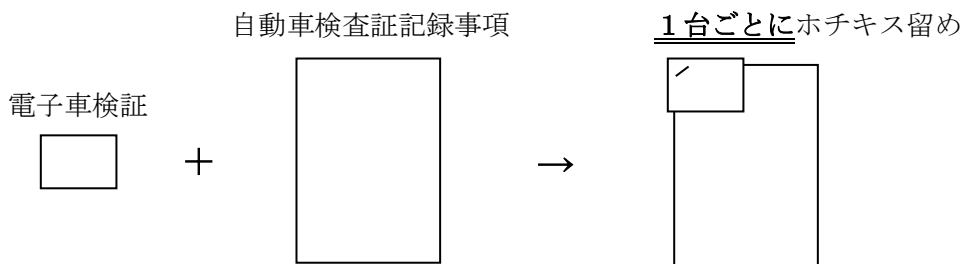 自動車検査証記録事項
１台ごとにホチキス留め
電子車検証
＋
→